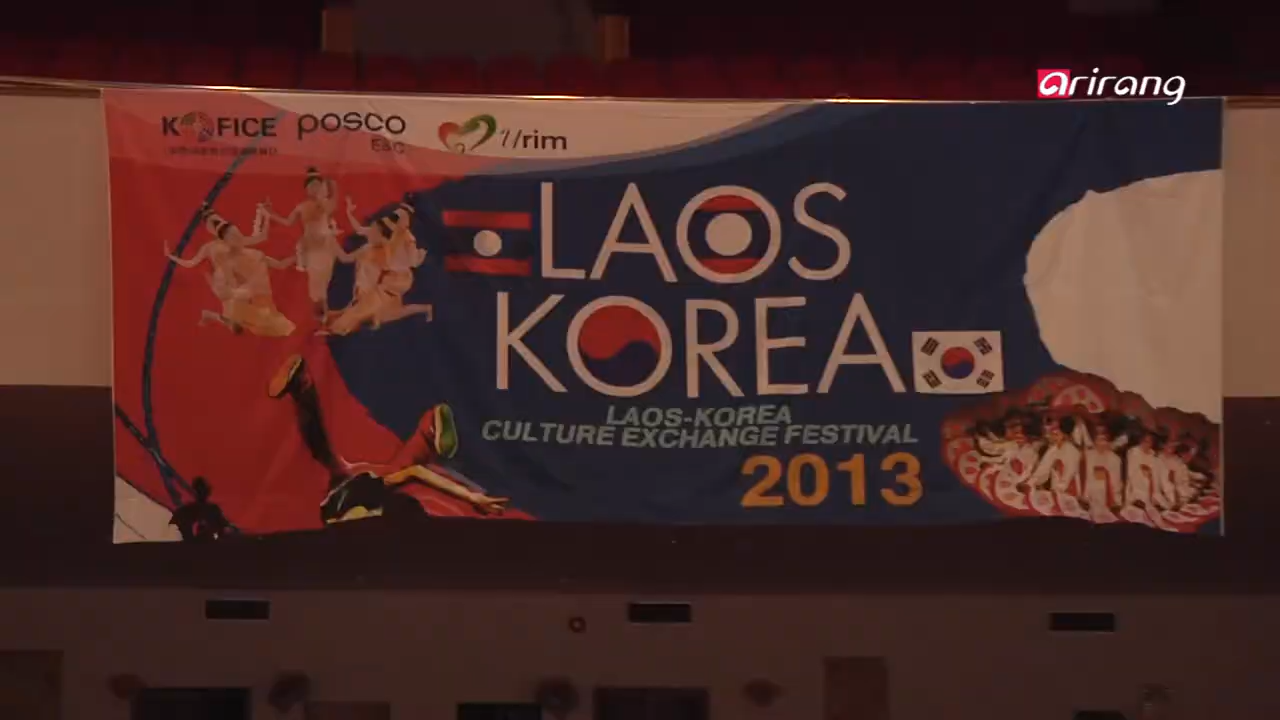 arirang
KOFICE posco
E&C
rim
LAOS
KOREA
LAOS-KOREA
CULTURE EXCHANGE FESTIVAL
2013